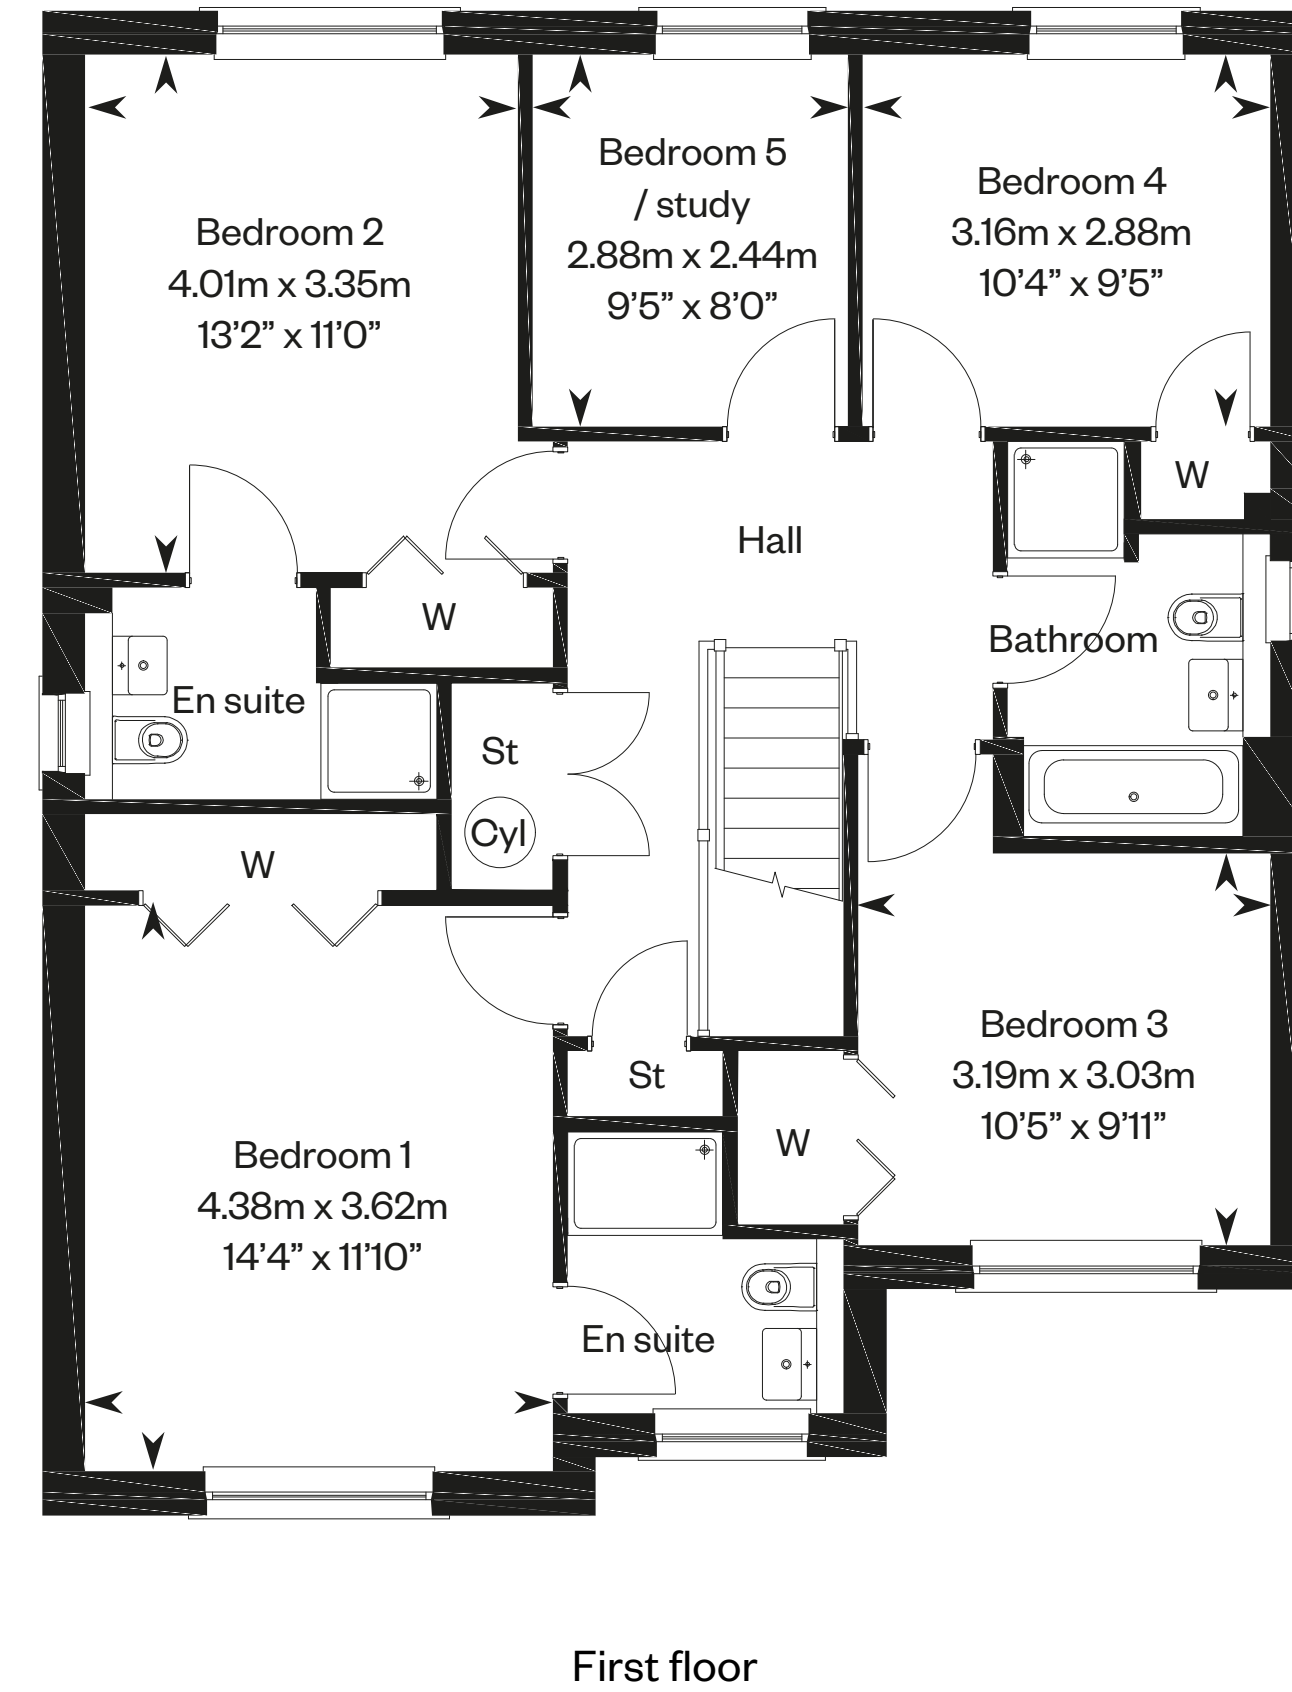 Bedroom 2
4.01m x 3.35m
13’2” x 11’0”
Bedroom 5
/ study
2.88m x 2.44m
9’5” x 8’0”
Bedroom 4
3.16m x 2.88m
10’4” x 9’5”
W
Hall
W
Bathroom
En suite
St
Cyl
W
Bedroom 3
3.19m x 3.03m
10’5” x 9’11”
St
W
Bedroom 1
4.38m x 3.62m
14’4” x 11’10”
En suite
First floor